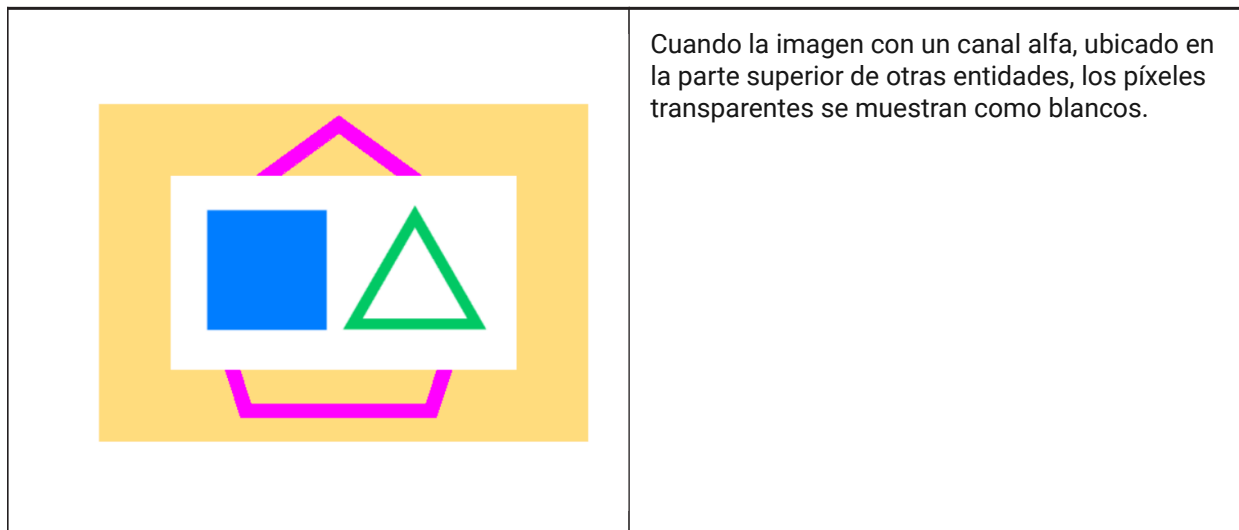 Cuando la imagen con un canal alfa, ubicado en
la parte superior de otras entidades, los píxeles
transparentes se muestran como blancos.